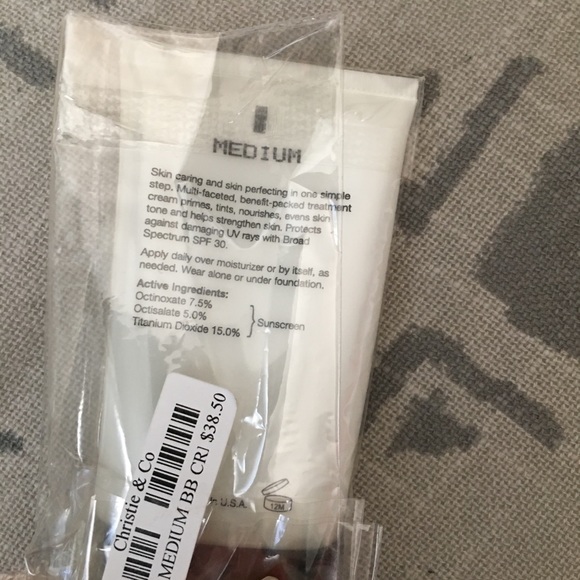 MEDIUM
Skin caring and skin perfecting in one simple
step. Multi-faceted, benefit-packed treatment
cream primes, tints, nourishes, evens skin
tone and helps strengthen skin. Protects
against damaging UV rays with Broad
Spectrum SPF 30.
Apply daily over moisturizer or by itself, as
needed. Wear alone or under foundation.
Active Ingredients:
Octinoxate 7.5%
Octisalate 5.0%
Titanium Dioxide 15.0%
Sunscreen
U.S.A.
12M
Christie & Co
MEDIUM BB CR] $38.50